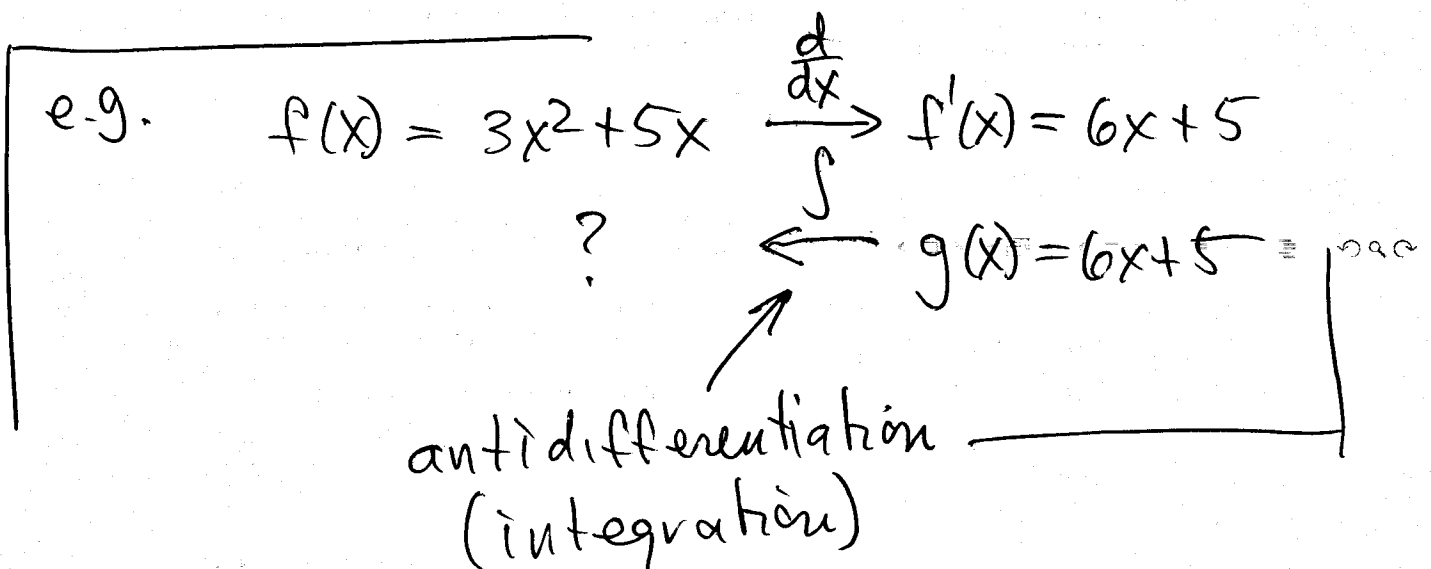 d/dx
e.g. f(x) = 3x²+5x → f'(x) = 6x+5
∫
? ← g(x) = 6x+5
antidifferentiation
(integration)